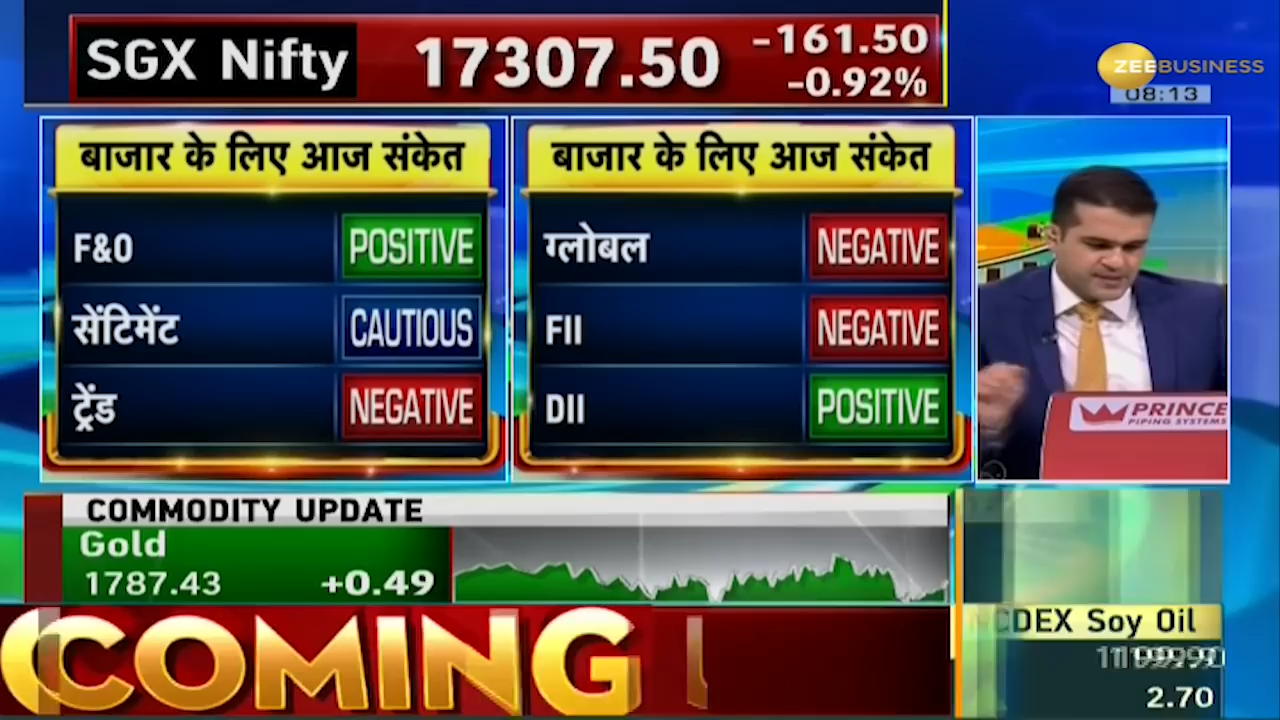 SGX Nifty 17307.50 -161.50
-0.92%
ZEEBUSINESS
08:13
बाजार के लिए आज संकेत
F&O POSITIVE
सेंटिमेंट CAUTIOUS
ट्रेंड NEGATIVE
बाजार के लिए आज संकेत
ग्लोबल NEGATIVE
FII NEGATIVE
DII POSITIVE
PRINCE
PIPING SYSTEMS
COMMODITY UPDATE
Gold
1787.43 +0.49
CDEX Soy Oil
2.70
COMING